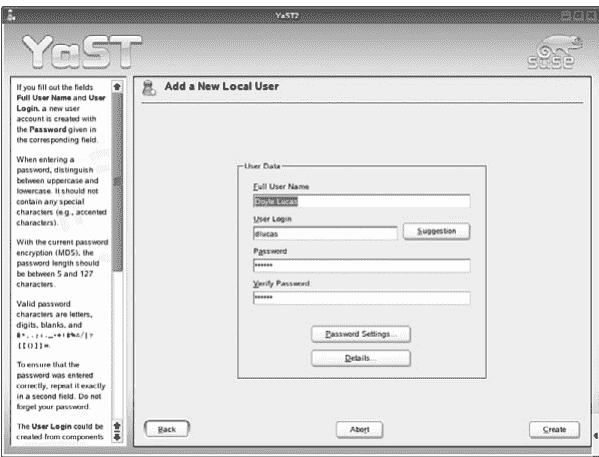 YaST2
YaST
suse
If you fill out the fields
Full User Name and User
Login, a new user
account is created with
the Password given in
the corresponding field.
When entering a
password, distinguish
between uppercase and
lowercase. It should not
contain any special
characters (e.g., accented
characters).
With the current password
encryption (MD5), the
password length should
be between 5 and 127
characters.
Valid password
characters are letters,
digits, blanks, and
To ensure that the
password was entered
correctly, repeat it exactly
in a second field. Do not
forget your password.
The User Login could be
created from components
Add a New Local User
User Data
Full User Name
Doyle Lucas
User Login
dlucas
Suggestion
Password
******
Verify Password
******
Password Settings...
Details...
Back
Abort
Create